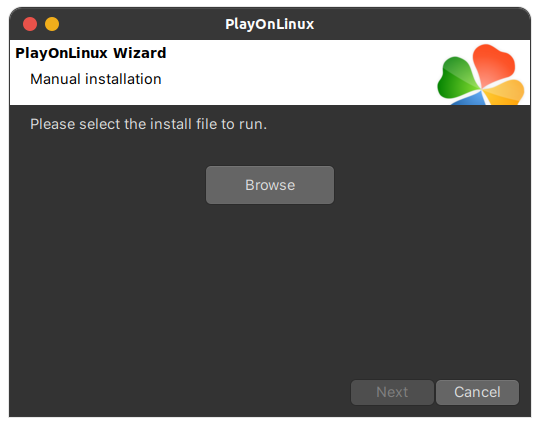 PlayOnLinux
PlayOnLinux Wizard
Manual installation
Please select the install file to run.
Browse
Next
Cancel